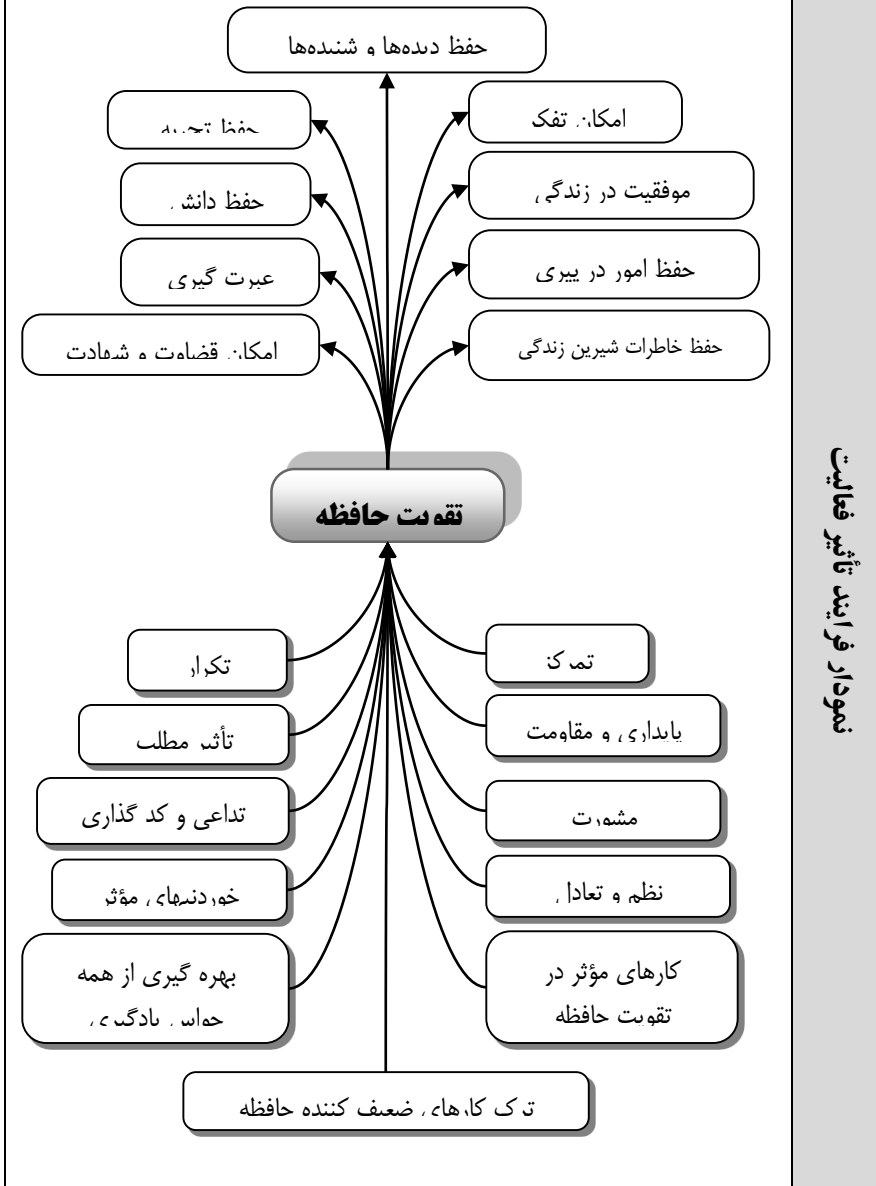 نمودار فرایند تأثیر فعالیت
حفظ دیده‌ها و شنیده‌ها
امکان تفکر
حفظ تجربه
موفقیت در زندگی
حفظ دانش
حفظ امور در پیری
عبرت گیری
حفظ خاطرات شیرین زندگی
امکان قضاوت و شهادت
تقویت حافظه
تمرکز
تکرار
پایداری و مقاومت
تأثیر مطلب
مشورت
تداعی و کد گذاری
نظم و تعادل
خوردنیهای مؤثر
کارهای مؤثر در
تقویت حافظه
بهره گیری از همه
حواس یادگیری
ترک کارهای ضعیف کننده حافظه